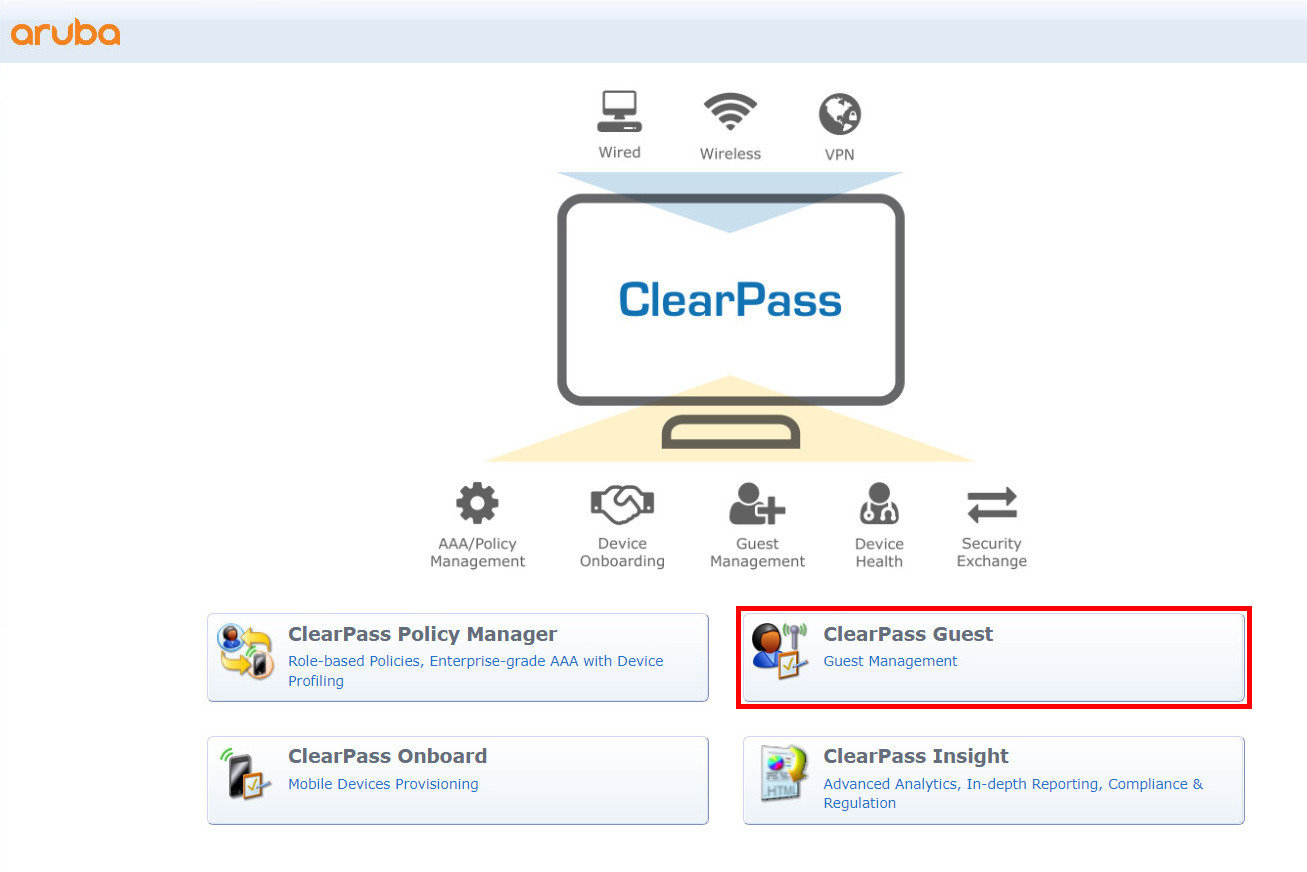 aruba
Wired
Wireless
VPN
ClearPass
AAA/Policy
Management
Device
Onboarding
Guest
Management
Device
Health
Security
Exchange
ClearPass Policy Manager
Role-based Policies, Enterprise-grade AAA with Device
Profiling
ClearPass Guest
Guest Management
ClearPass Onboard
Mobile Devices Provisioning
.HTML
ClearPass Insight
Advanced Analytics, In-depth Reporting, Compliance &
Regulation